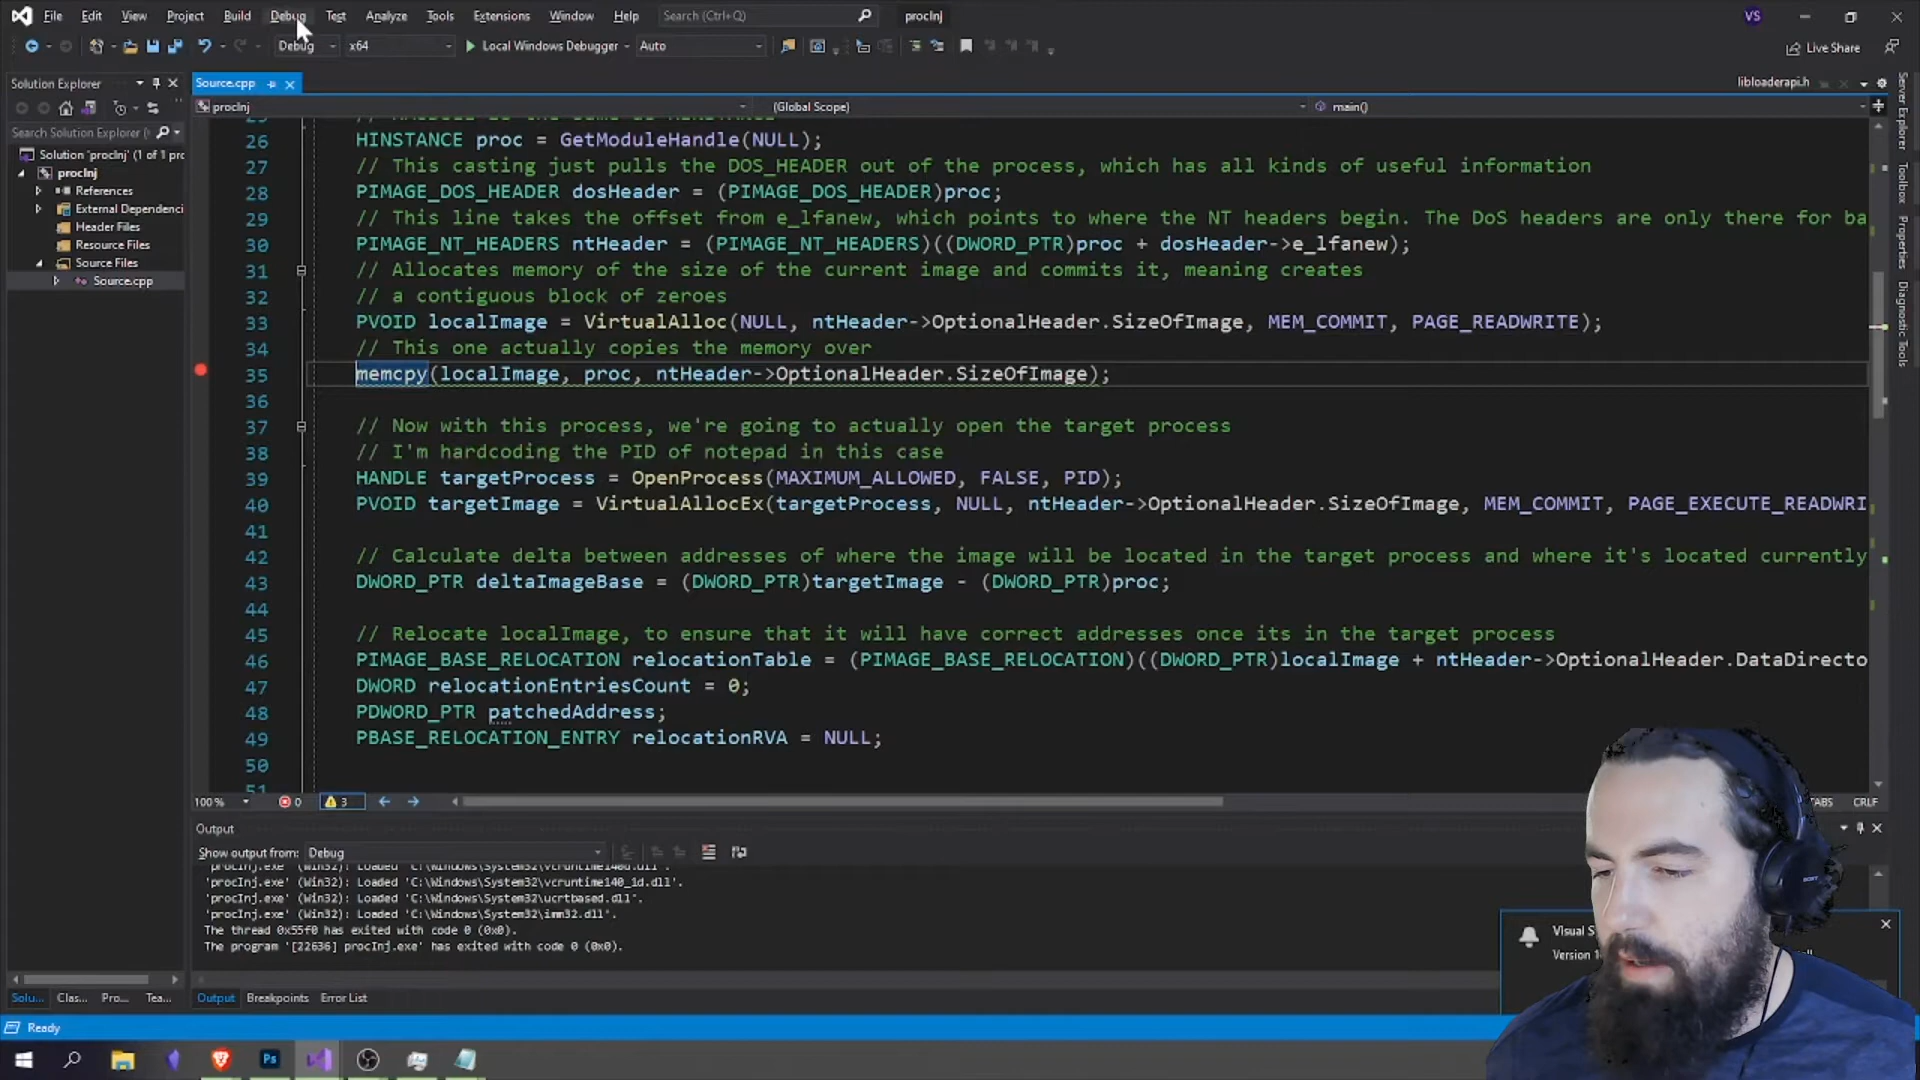 File Edit View Project Build Debug Test Analyze Tools Extensions Window Help Search (Ctrl+Q) procInj VS
Debug x64 Local Windows Debugger Auto Live Share
Solution Explorer
Search Solution Explorer (
Solution 'procInj' (1 of 1 prc
procInj
References
External Dependenci
Header Files
Resource Files
Source Files
Source.cpp
Source.cpp libloaderapi.h
procInj (Global Scope) main()
26 HINSTANCE proc = GetModuleHandle(NULL);
27 // This casting just pulls the DOS_HEADER out of the process, which has all kinds of useful information
28 PIMAGE_DOS_HEADER dosHeader = (PIMAGE_DOS_HEADER)proc;
29 // This line takes the offset from e_lfanew, which points to where the NT headers begin. The DoS headers are only there for ba
30 PIMAGE_NT_HEADERS ntHeader = (PIMAGE_NT_HEADERS)((DWORD_PTR)proc + dosHeader->e_lfanew);
31 // Allocates memory of the size of the current image and commits it, meaning creates
32 // a contiguous block of zeroes
33 PVOID localImage = VirtualAlloc(NULL, ntHeader->OptionalHeader.SizeOfImage, MEM_COMMIT, PAGE_READWRITE);
34 // This one actually copies the memory over
35 memcpy(localImage, proc, ntHeader->OptionalHeader.SizeOfImage);
36
37 // Now with this process, we're going to actually open the target process
38 // I'm hardcoding the PID of notepad in this case
39 HANDLE targetProcess = OpenProcess(MAXIMUM_ALLOWED, FALSE, PID);
40 PVOID targetImage = VirtualAllocEx(targetProcess, NULL, ntHeader->OptionalHeader.SizeOfImage, MEM_COMMIT, PAGE_EXECUTE_READWRI
41
42 // Calculate delta between addresses of where the image will be located in the target process and where it's located currently
43 DWORD_PTR deltaImageBase = (DWORD_PTR)targetImage - (DWORD_PTR)proc;
44
45 // Relocate localImage, to ensure that it will have correct addresses once its in the target process
46 PIMAGE_BASE_RELOCATION relocationTable = (PIMAGE_BASE_RELOCATION)((DWORD_PTR)localImage + ntHeader->OptionalHeader.DataDirecto
47 DWORD relocationEntriesCount = 0;
48 PDWORD_PTR patchedAddress;
49 PBASE_RELOCATION_ENTRY relocationRVA = NULL;
50
51
100 % 0 3 TABS CRLF
Output
Show output from: Debug
'procInj.exe' (Win32): Loaded 'C:\Windows\System32\vcruntime140d.dll'.
'procInj.exe' (Win32): Loaded 'C:\Windows\System32\vcruntime140_1d.dll'.
'procInj.exe' (Win32): Loaded 'C:\Windows\System32\ucrtbased.dll'.
'procInj.exe' (Win32): Loaded 'C:\Windows\System32\imm32.dll'.
The thread 0x55f0 has exited with code 0 (0x0).
The program '[22636] procInj.exe' has exited with code 0 (0x0).
Visual S
Version 1
Solu... Clas... Pro... Tea... Output Breakpoints Error List
Ready
Server Explorer
Toolbox
Properties
Diagnostic Tools
Ps
SONY